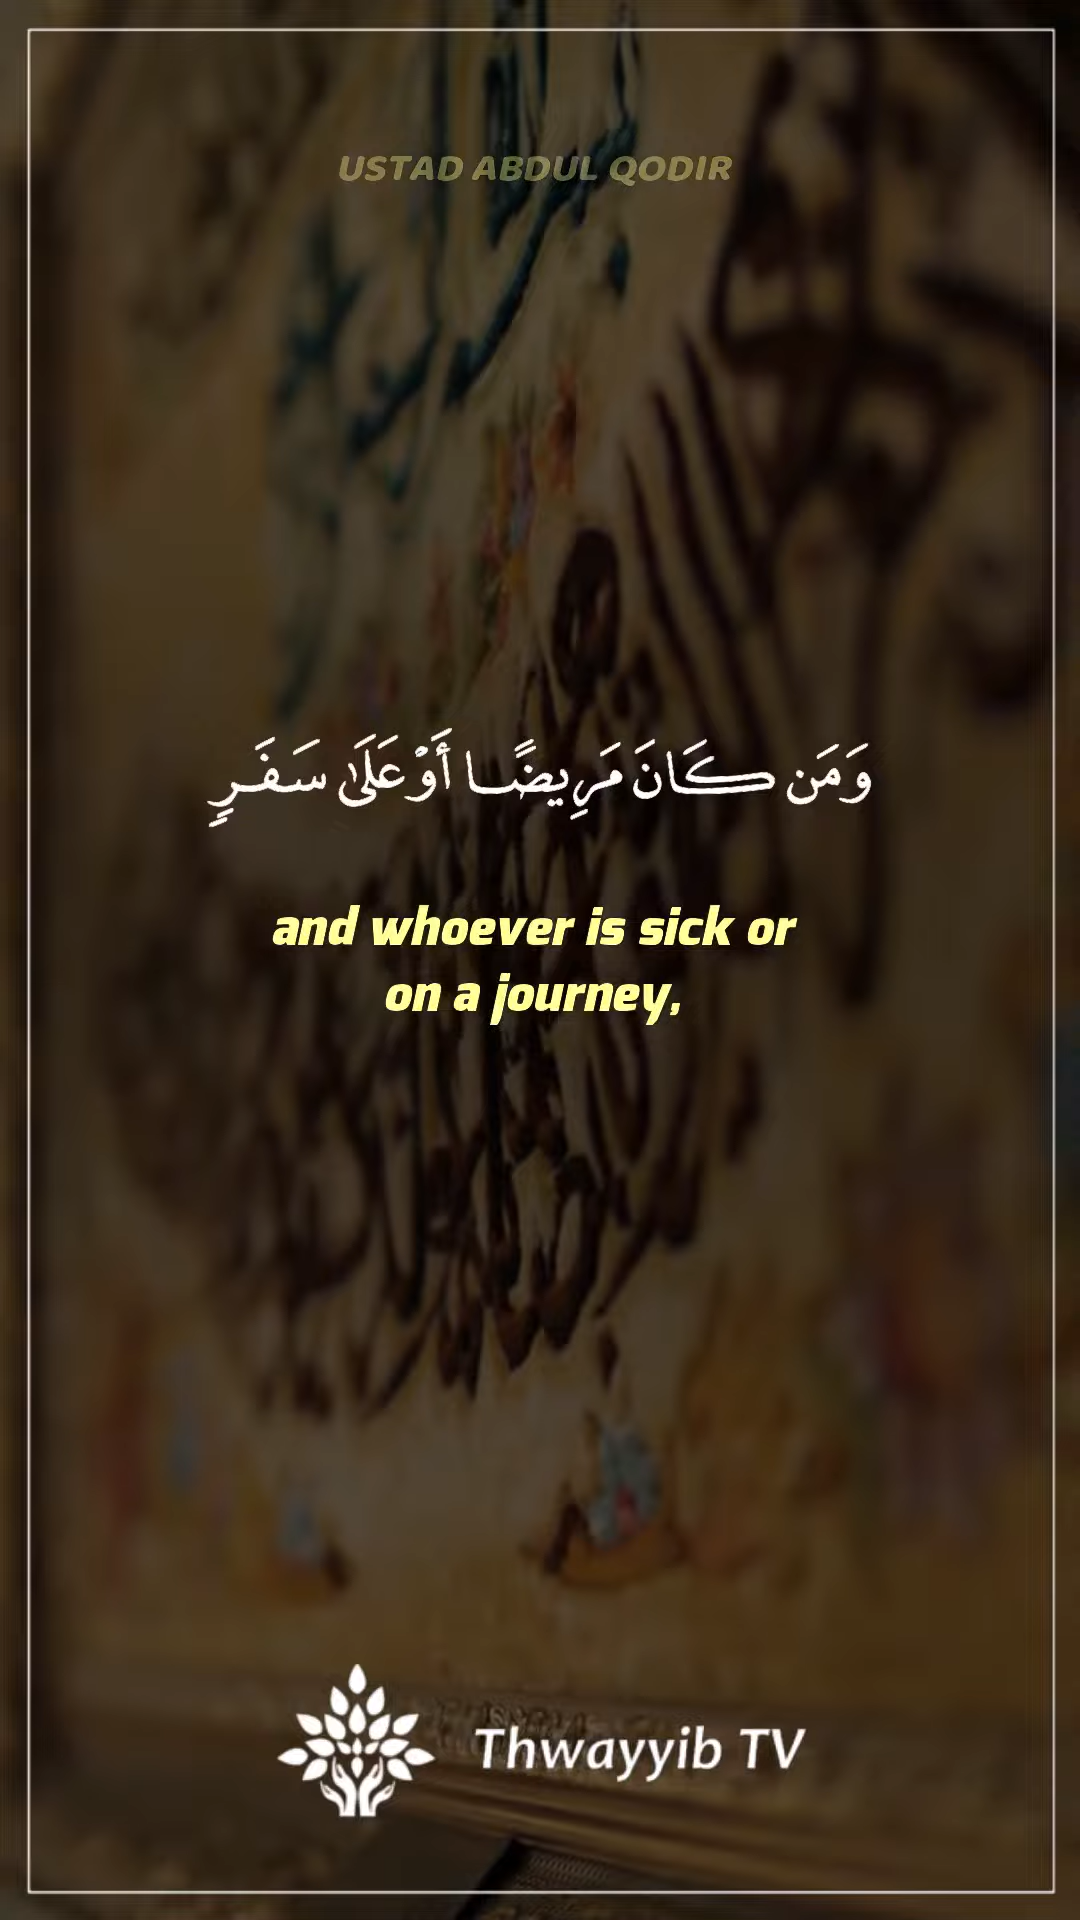 USTAD ABDUL QODIR
وَمَن كَانَ مَرِيضًا أَوْ عَلَىٰ سَفَرٍ
and whoever is sick or
on a journey,
Thwayyib TV